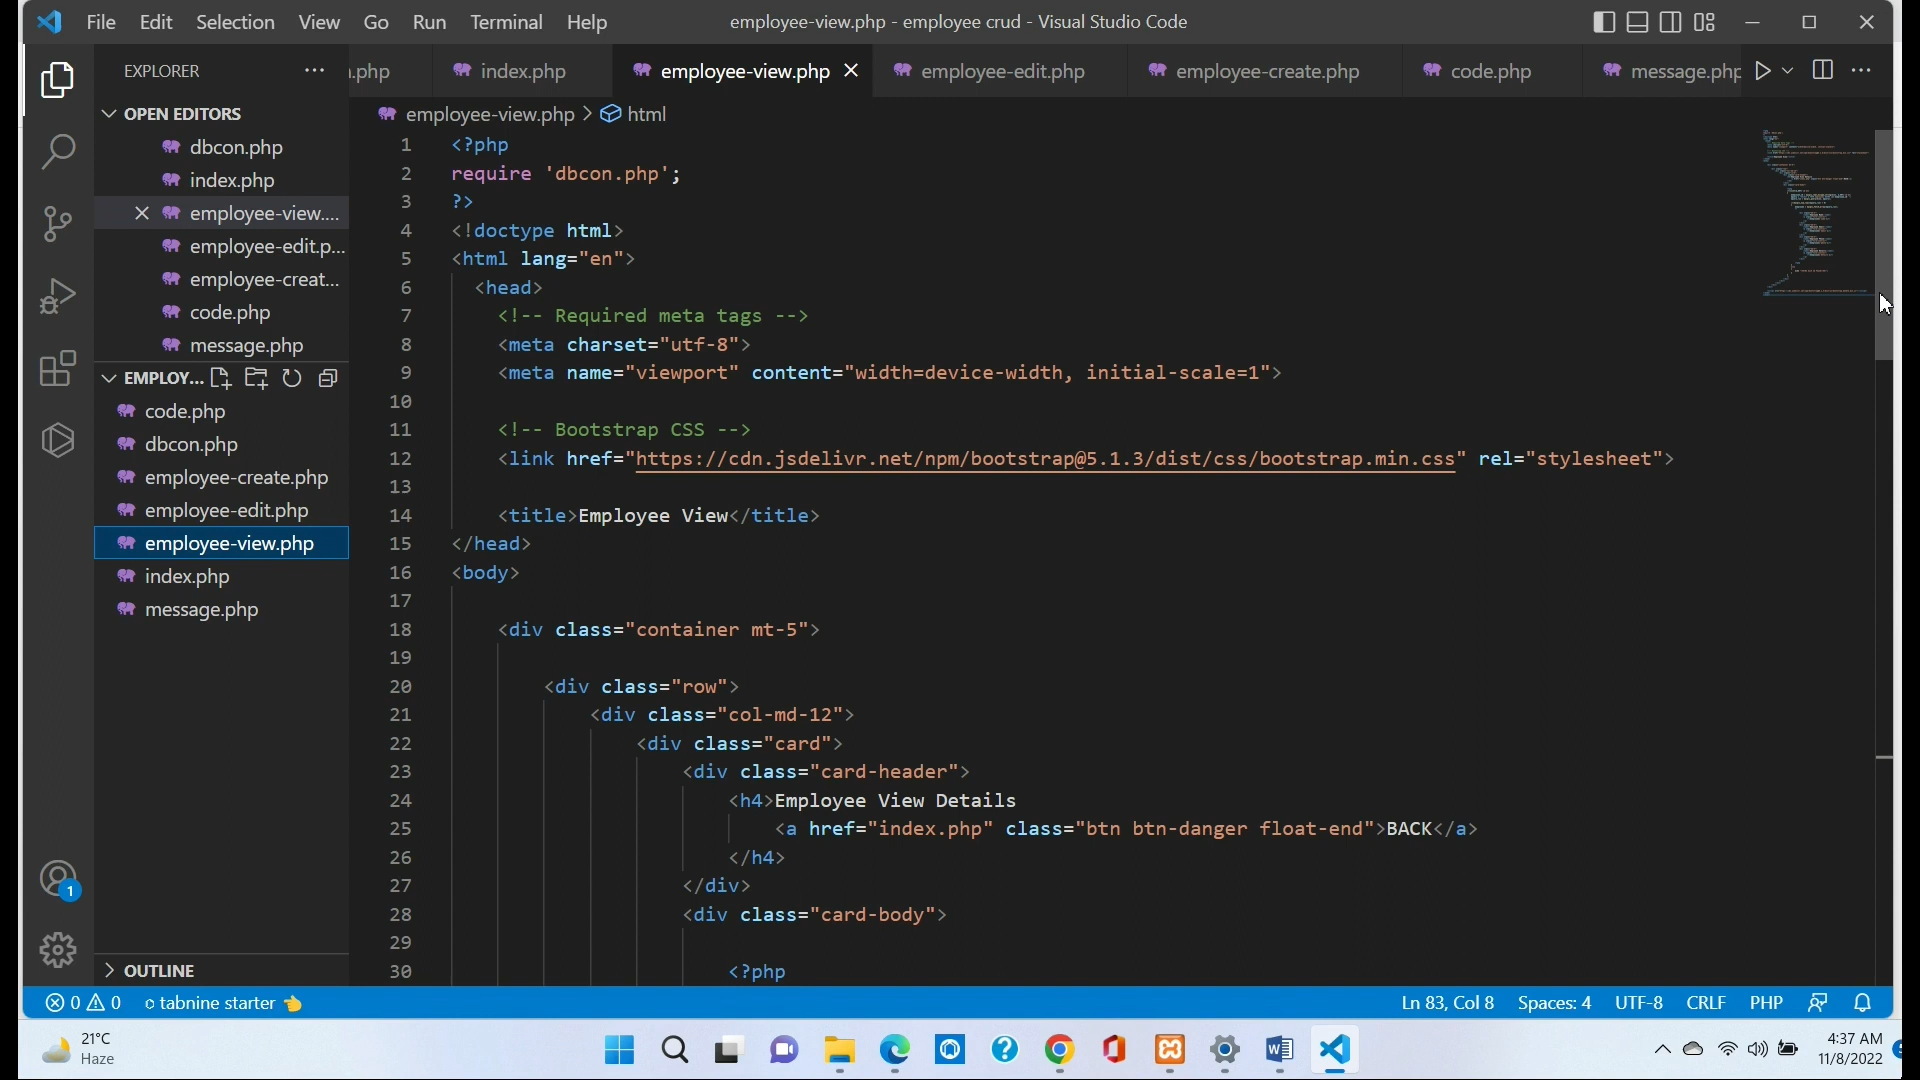 File Edit Selection View Go Run Terminal Help
employee-view.php - employee crud - Visual Studio Code
EXPLORER
.php
index.php
employee-view.php
employee-edit.php
employee-create.php
code.php
message.php
OPEN EDITORS
dbcon.php
index.php
employee-view....
employee-edit.p...
employee-creat...
code.php
message.php
EMPLOY...
code.php
dbcon.php
employee-create.php
employee-edit.php
employee-view.php
index.php
message.php
OUTLINE
employee-view.php > html
1 <?php
2 require 'dbcon.php';
3 ?>
4 <!doctype html>
5 <html lang="en">
6 <head>
7 <!-- Required meta tags -->
8 <meta charset="utf-8">
9 <meta name="viewport" content="width=device-width, initial-scale=1">
10
11 <!-- Bootstrap CSS -->
12 <link href="https://cdn.jsdelivr.net/npm/bootstrap@5.1.3/dist/css/bootstrap.min.css" rel="stylesheet">
13
14 <title>Employee View</title>
15 </head>
16 <body>
17
18 <div class="container mt-5">
19
20 <div class="row">
21 <div class="col-md-12">
22 <div class="card">
23 <div class="card-header">
24 <h4>Employee View Details
25 <a href="index.php" class="btn btn-danger float-end">BACK</a>
26 </h4>
27 </div>
28 <div class="card-body">
29
30 <?php
1
0 0 tabnine starter
Ln 83, Col 8 Spaces: 4 UTF-8 CRLF PHP
21°C
Haze
4:37 AM
11/8/2022